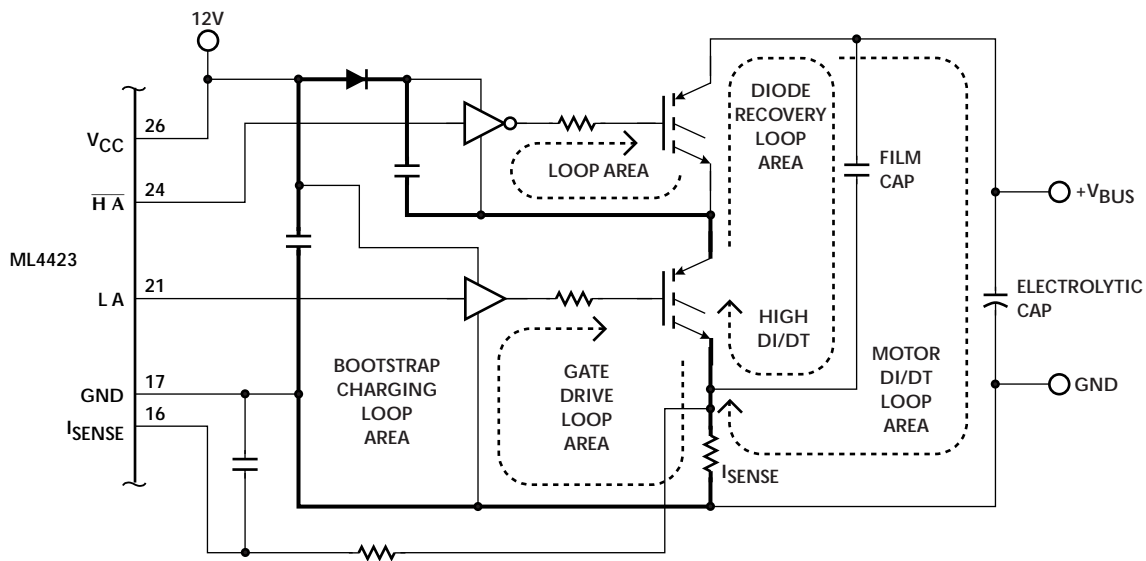 12V
26
VCC
24
HA
ML4423
21
LA
17
GND
16
ISENSE
BOOTSTRAP
CHARGING
LOOP
AREA
LOOP AREA
GATE
DRIVE
LOOP
AREA
DIODE
RECOVERY
LOOP
AREA
HIGH
DI/DT
ISENSE
FILM
CAP
MOTOR
DI/DT
LOOP
AREA
+VBUS
ELECTROLYTIC
CAP
GND